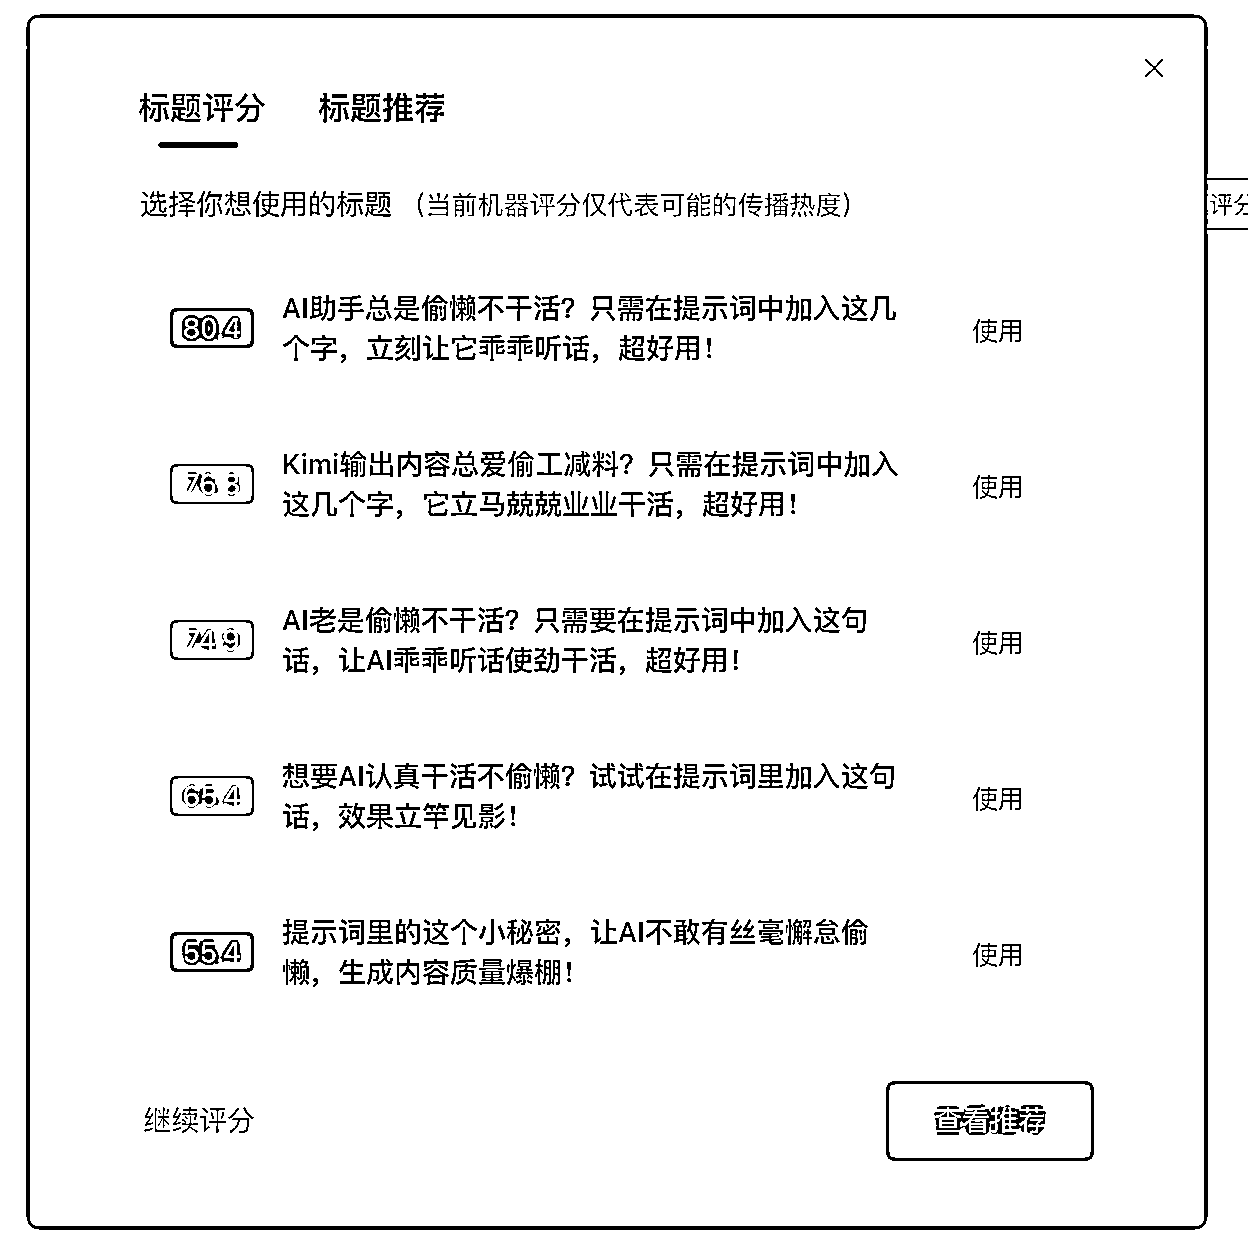 标题评分 标题推荐
选择你想使用的标题 （当前机器评分仅代表可能的传播热度）
评分
80.4
AI助手总是偷懒不干活？只需在提示词中加入这几
个字，立刻让它乖乖听话，超好用！
使用
76.3
Kimi输出内容总爱偷工减料？只需在提示词中加入
这几个字，它立马兢兢业业干活，超好用！
使用
74.9
AI老是偷懒不干活？只需要在提示词中加入这句
话，让AI乖乖听话使劲干活，超好用！
使用
想要AI认真干活不偷懒？试试在提示词里加入这句
话，效果立竿见影！
使用
提示词里的这个小秘密，让AI不敢有丝毫懈怠偷
懒，生成内容质量爆棚！
使用
继续评分
查看推荐